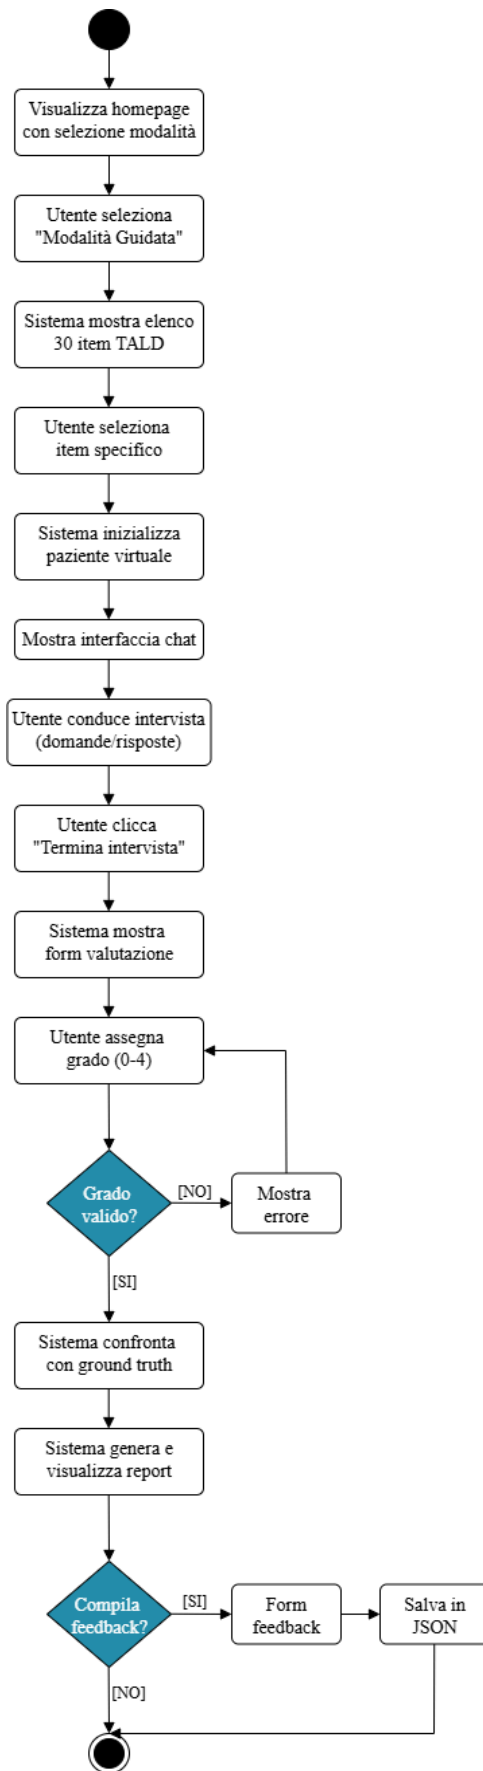 Visualizza homepage
con selezione modalità
Utente seleziona
"Modalità Guidata"
Sistema mostra elenco
30 item TALD
Utente seleziona
item specifico
Sistema inizializza
paziente virtuale
Mostra interfaccia chat
Utente conduce intervista
(domande/risposte)
Utente clicca
"Termina intervista"
Sistema mostra
form valutazione
Utente assegna
grado (0-4)
Grado
valido?
[NO]
Mostra
errore
[SI]
Sistema confronta
con ground truth
Sistema genera e
visualizza report
Compila
feedback?
[SI]
Form
feedback
Salva in
JSON
[NO]